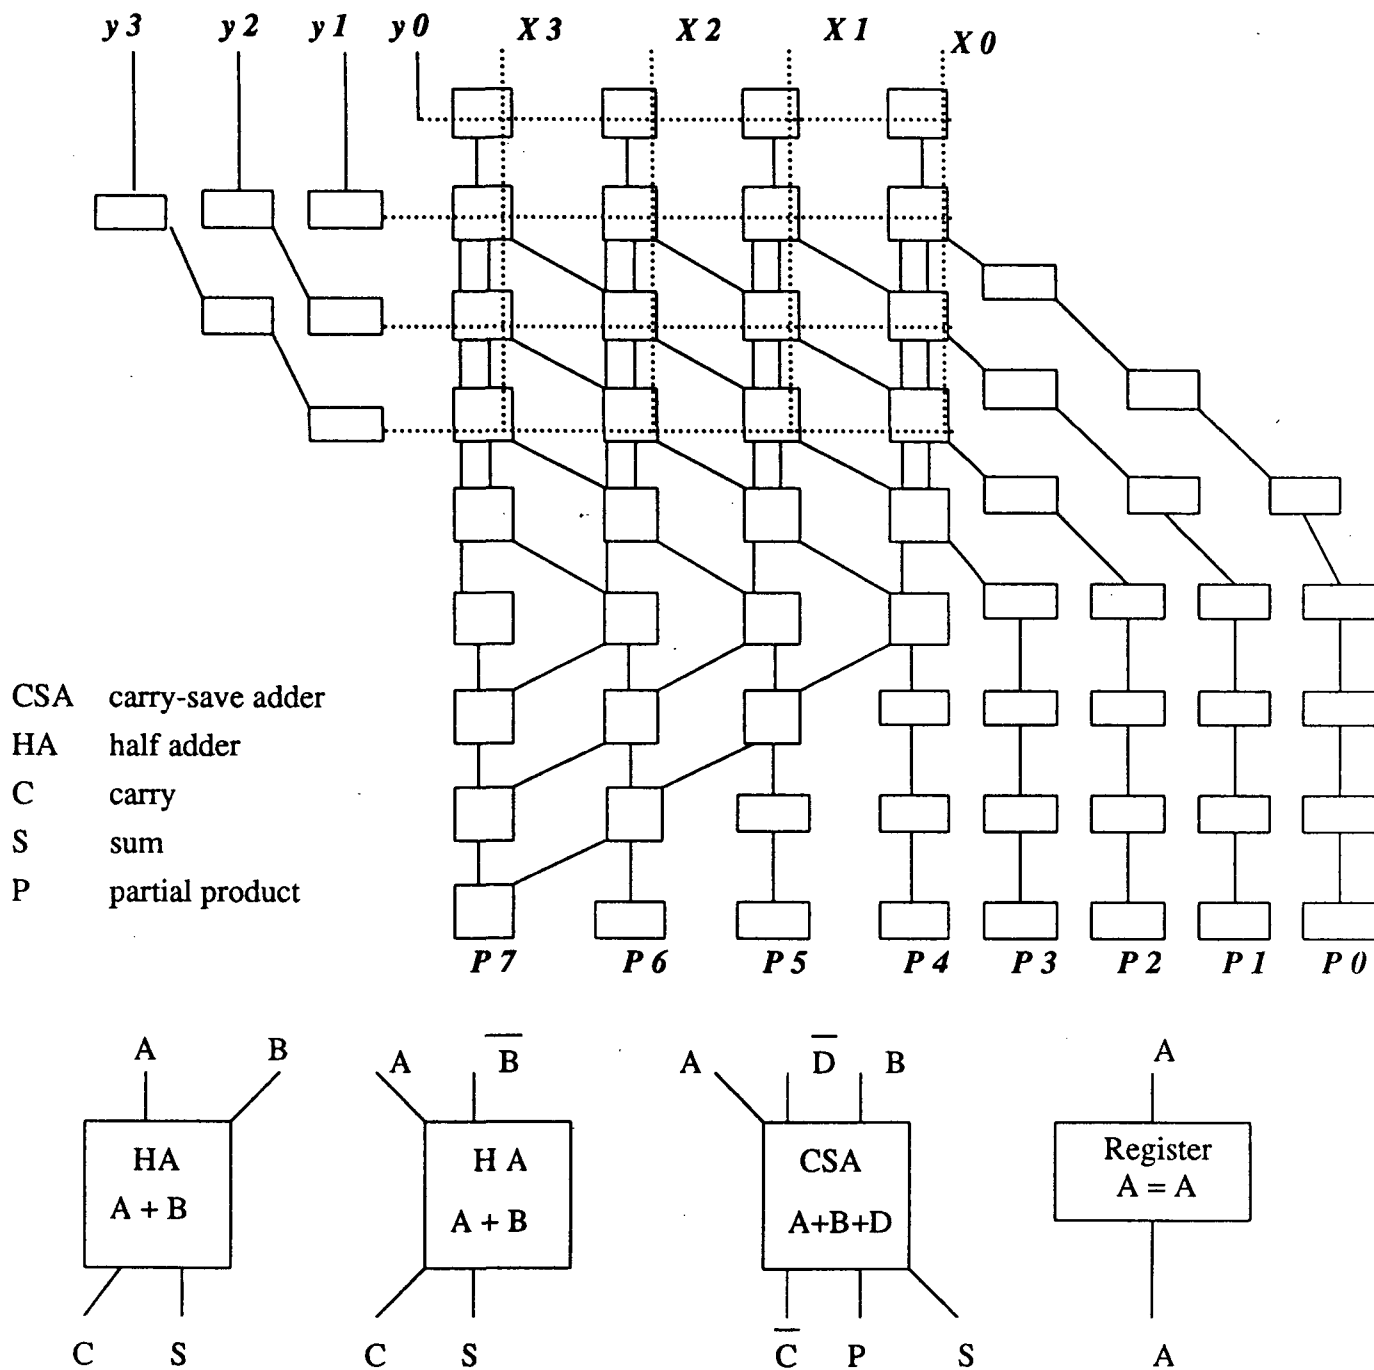 y3 y2 y1 y0 X3 X2 X1 X0
CSA carry-save adder
HA half adder
C carry
S sum
P partial product
P7 P6 P5 P4 P3 P2 P1 P0
A B
HA
A + B
C S
A B̅
H A
A + B
C S
A D̅ B
CSA
A+B+D
C̅ P S
A
Register
A = A
A